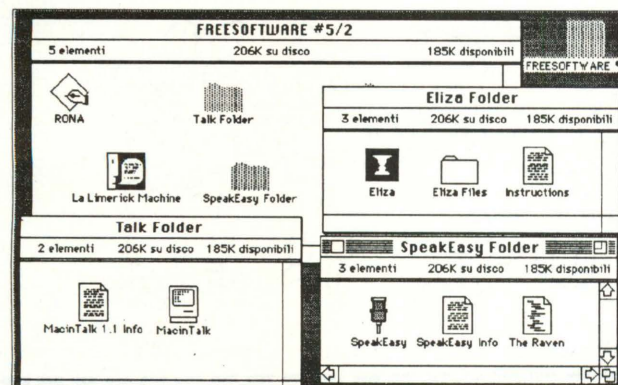 FREESOFTWARE #5/2
5 elementi 206K su disco 185K disponibili
FREESOFTWARE
RONA
Talk Folder
La Limerick Machine
SpeakEasy Folder
Eliza Folder
3 elementi 206K su disco 185K disponibili
Eliza
Eliza Files
Instructions
Talk Folder
2 elementi 206K su disco 185K disponibili
MacinTalk 1.1 Info
MacinTalk
SpeakEasy Folder
3 elementi 206K su disco 185K disponibili
SpeakEasy
SpeakEasy Info
The Raven